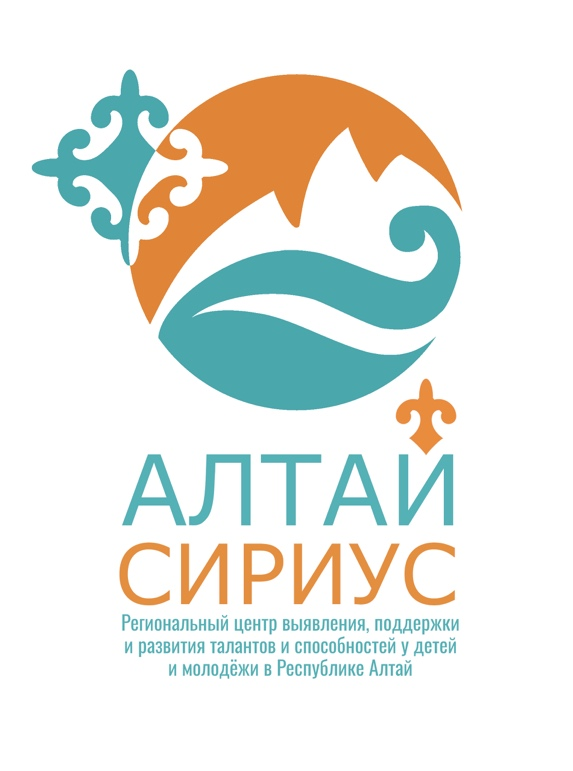 АЛТАЙ
СИРИУС
Региональный центр выявления, поддержки
и развития талантов и способностей у детей
и молодёжи в Республике Алтай